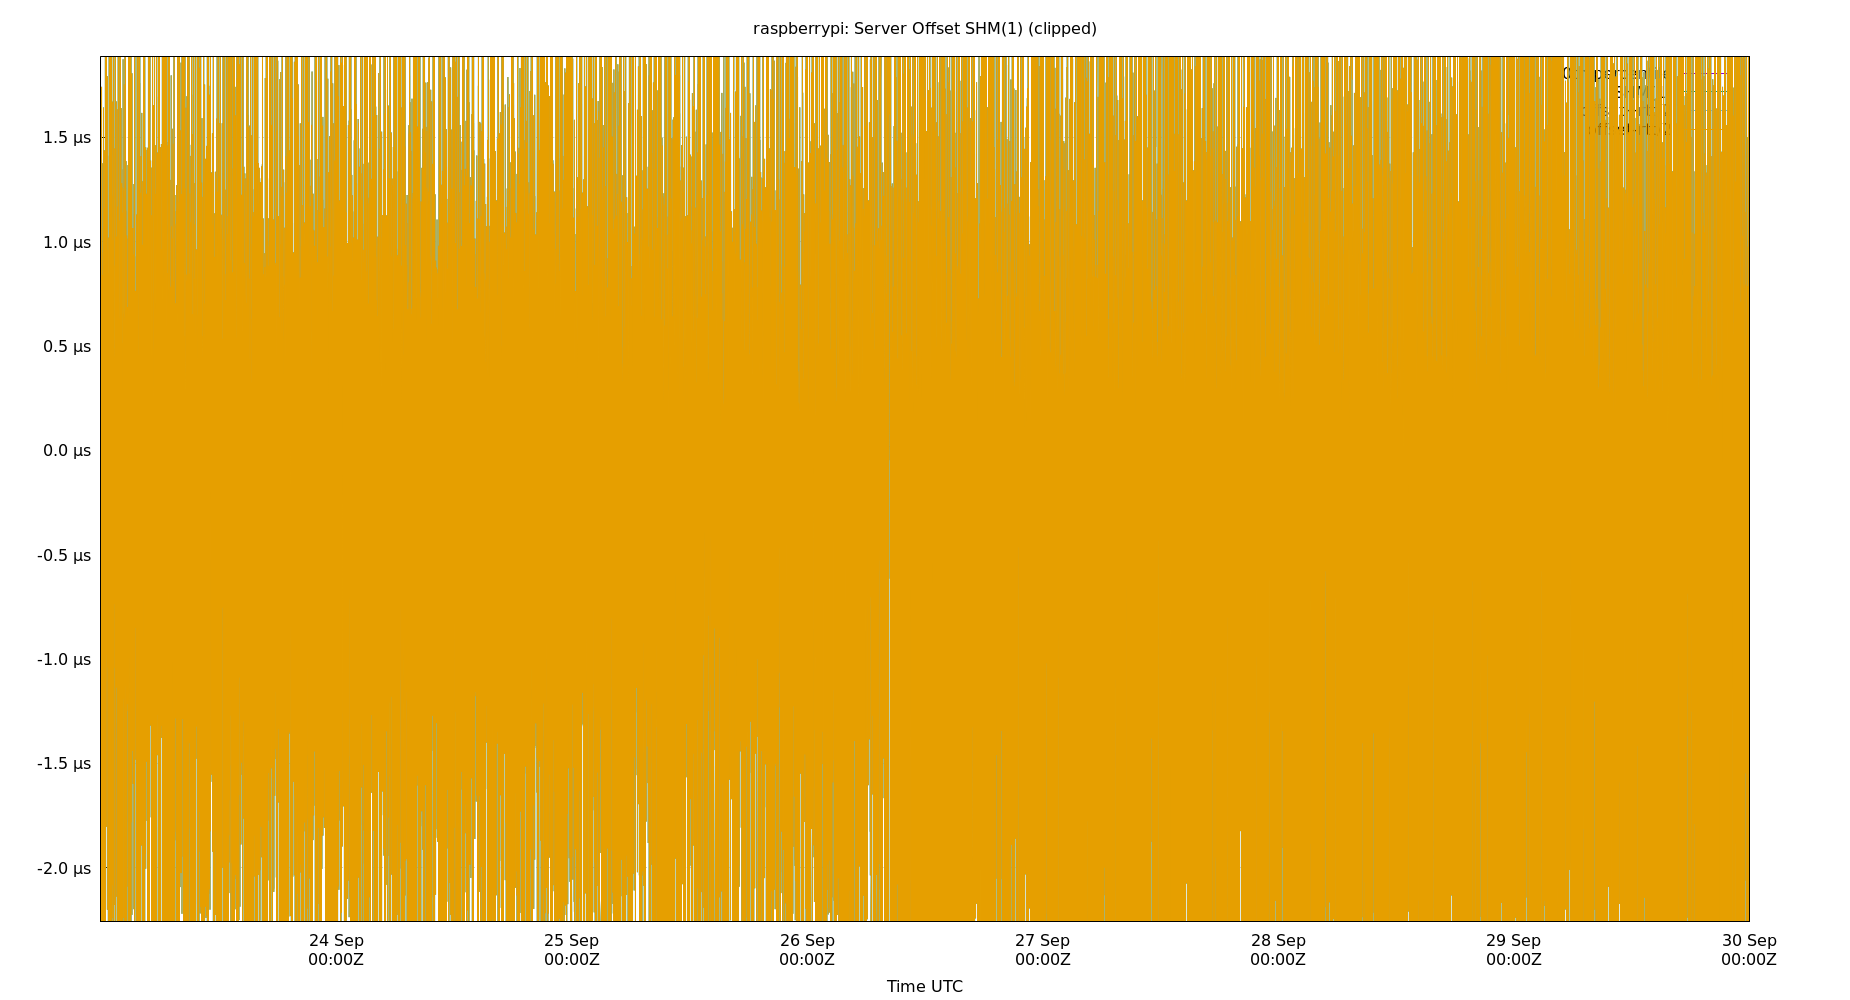 raspberrypi: Server Offset SHM(1) (clipped)
1.5 µs
1.0 µs
0.5 µs
0.0 µs
-0.5 µs
-1.0 µs
-1.5 µs
-2.0 µs
24 Sep 25 Sep 26 Sep 27 Sep 28 Sep 29 Sep 30 Sep
00:00Z 00:00Z 00:00Z 00:00Z 00:00Z 00:00Z 00:00Z
Time UTC